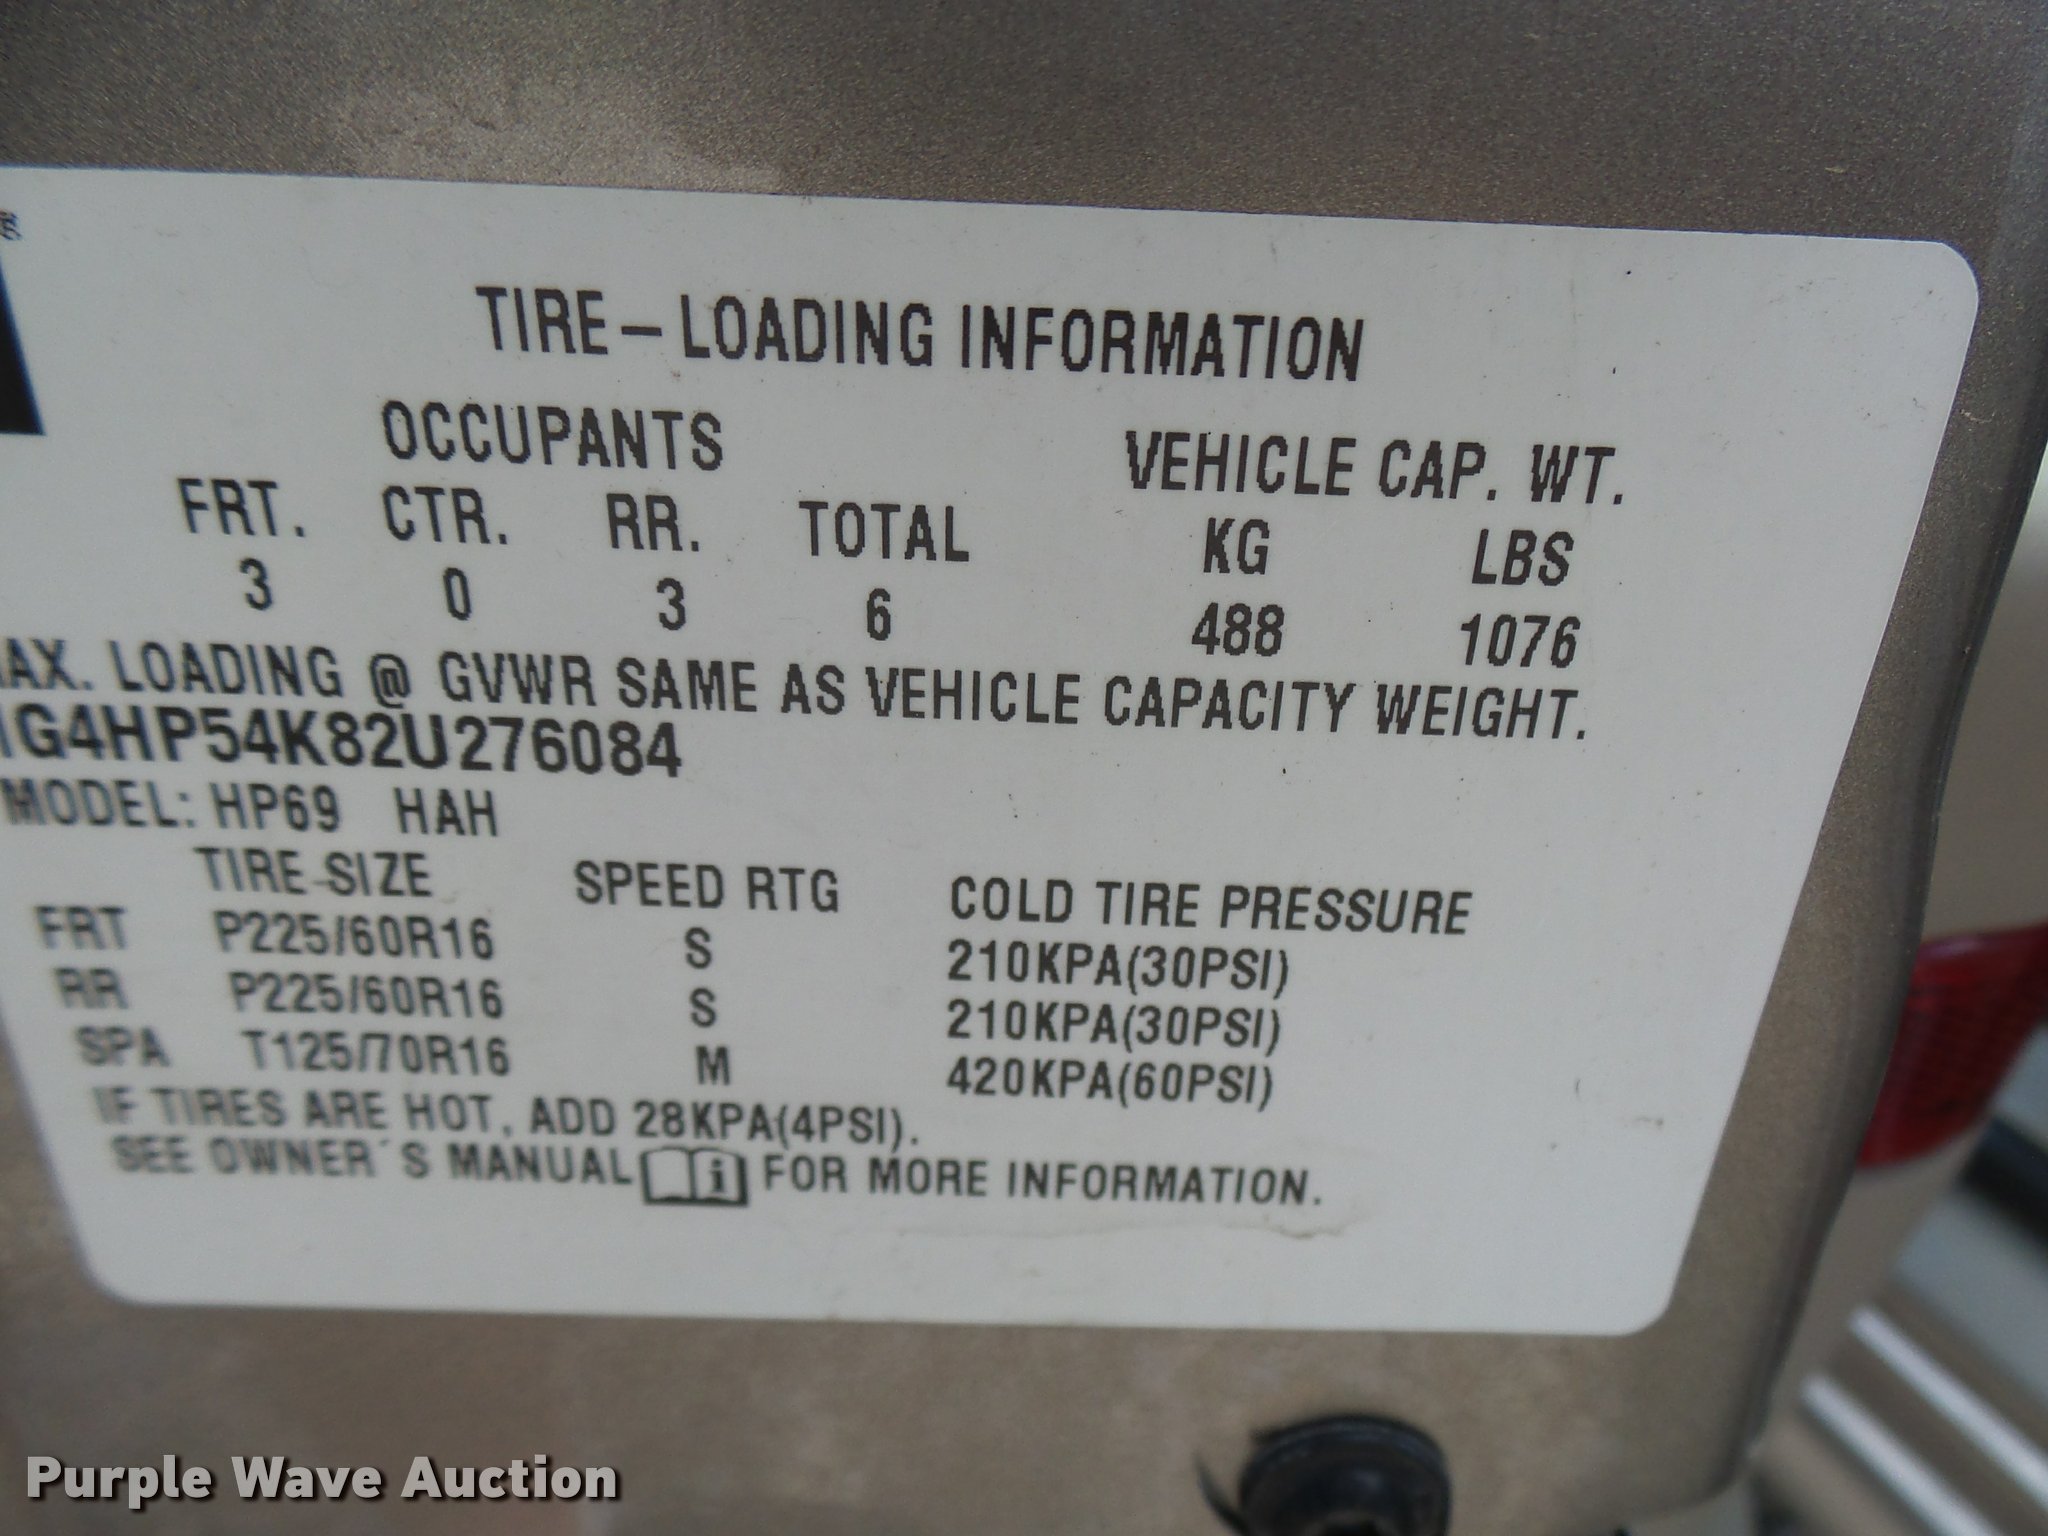 TIRE-LOADING INFORMATION
OCCUPANTS VEHICLE CAP. WT.
FRT. CTR. RR. TOTAL KG LBS
3 0 3 6 488 1076
MAX. LOADING @ GVWR SAME AS VEHICLE CAPACITY WEIGHT.
1G4HP54K82U276084
MODEL: HP69 HAH
TIRE-SIZE SPEED RTG COLD TIRE PRESSURE
FRT P225/60R16 S 210KPA(30PSI)
RR P225/60R16 S 210KPA(30PSI)
SPA T125/70R16 M 420KPA(60PSI)
IF TIRES ARE HOT, ADD 28KPA(4PSI).
SEE OWNER´S MANUAL i FOR MORE INFORMATION.
Purple Wave Auction